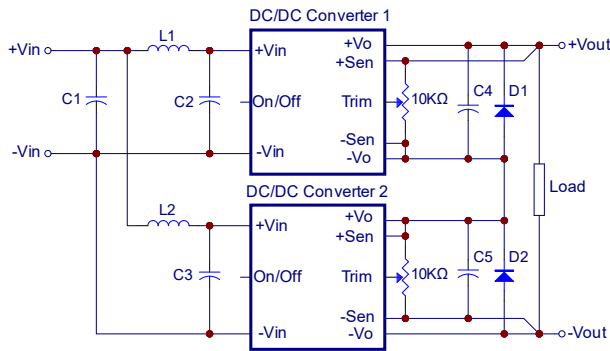 DC/DC Converter 1
L1
+Vin
+Vin
+Vo
+Vout
+Sen
C1
C2
On/Off
Trim
10KΩ
C4
D1
-Sen
-Vin
-Vin
-Vo
DC/DC Converter 2
Load
L2
+Vin
+Vo
+Sen
C3
On/Off
Trim
10KΩ
C5
D2
-Sen
-Vin
-Vo
-Vout